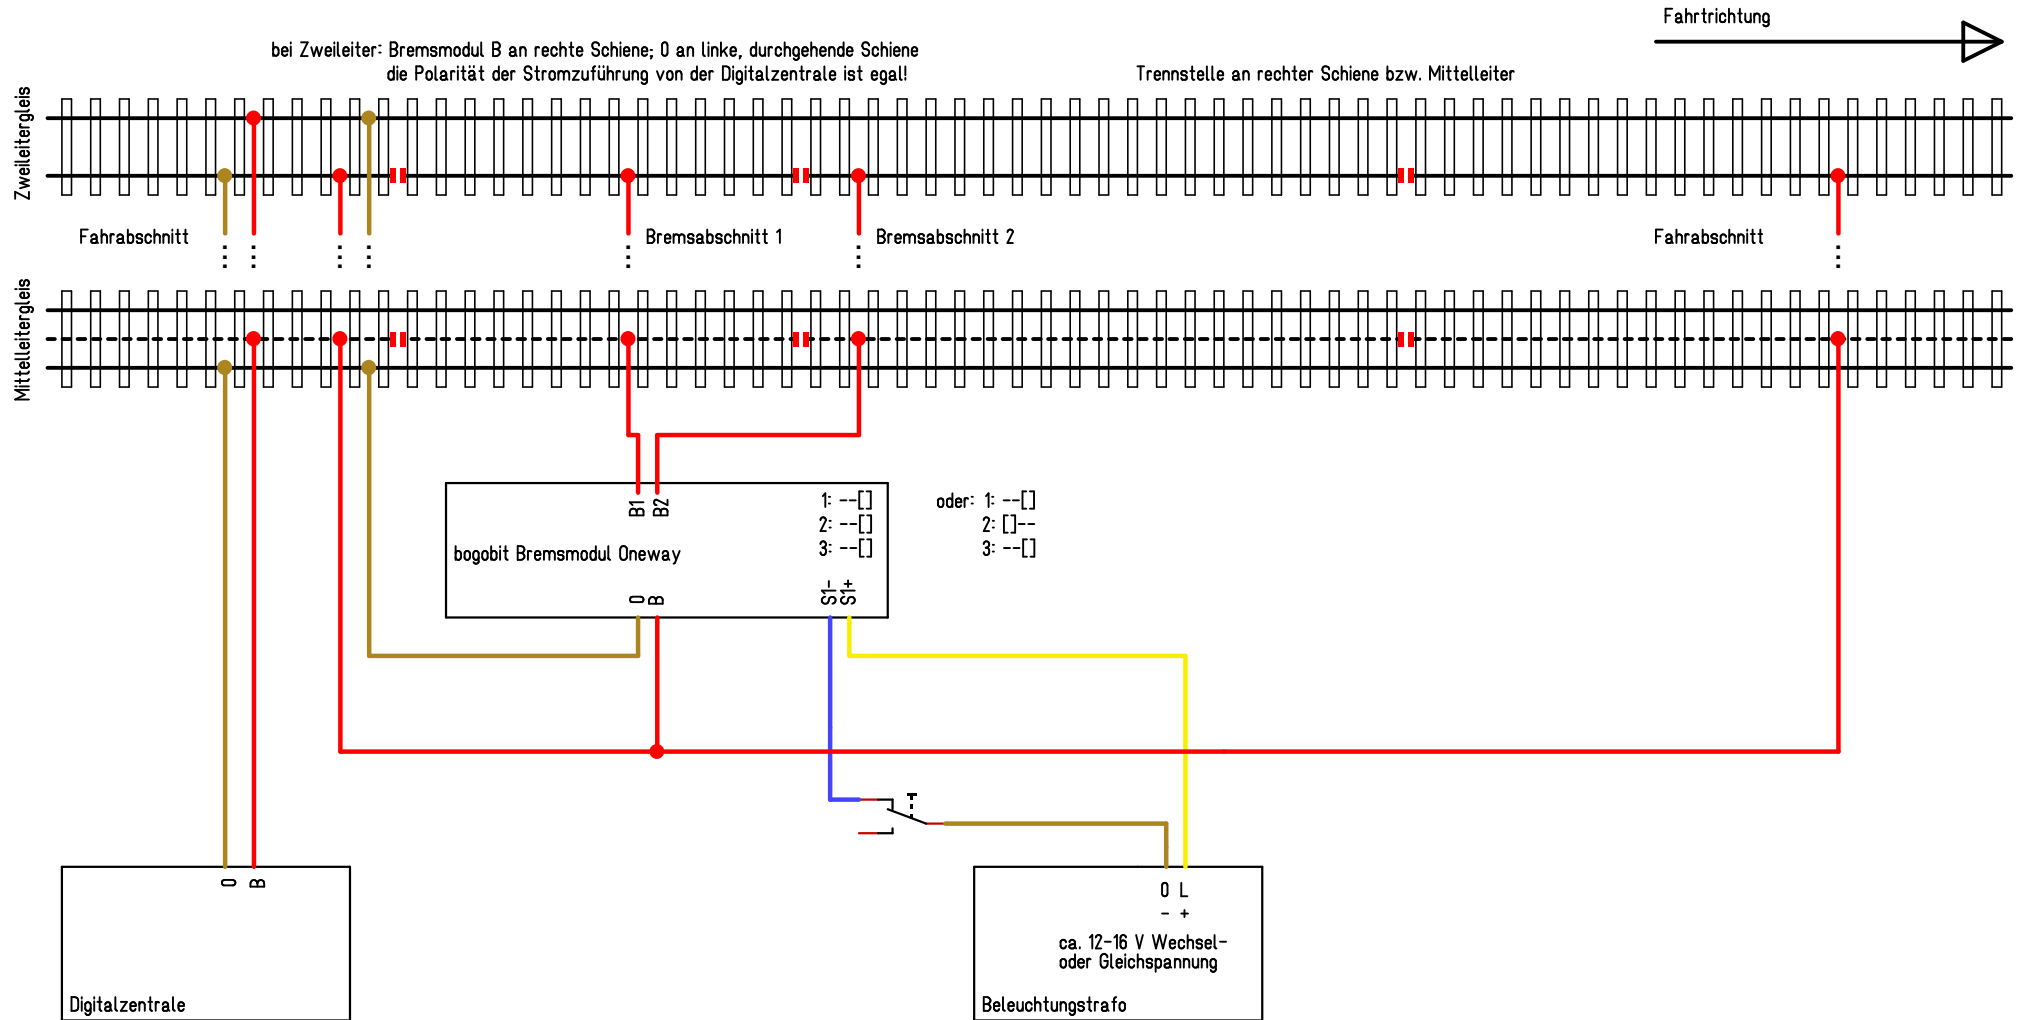 Fahrtrichtung
bei Zweileiter: Bremsmodul B an rechte Schiene; 0 an linke, durchgehende Schiene
die Polarität der Stromzuführung von der Digitalzentrale ist egal!
Trennstelle an rechter Schiene bzw. Mittelleiter
Zweileitergleis
Fahrabschnitt
Bremsabschnitt 1
Bremsabschnitt 2
Fahrabschnitt
Mittelleitergleis
B1
B2
1: --[]
2: --[]
3: --[]
oder: 1: --[]
2: []--
3: --[]
bogobit Bremsmodul Oneway
0
B
S1-
S1+
0
B
Digitalzentrale
0 L
- +
ca. 12-16 V Wechsel-
oder Gleichspannung
Beleuchtungstrafo